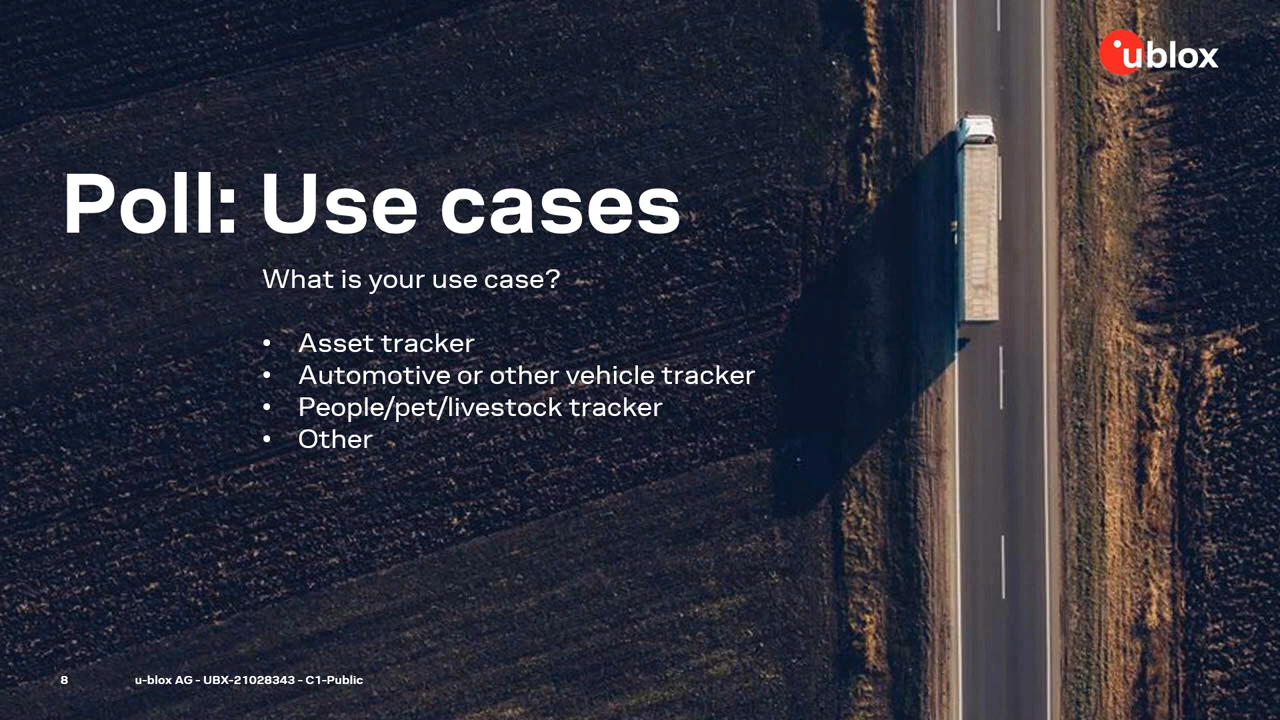 ublox
Poll: Use cases
What is your use case?
• Asset tracker
• Automotive or other vehicle tracker
• People/pet/livestock tracker
• Other
8 u-blox AG - UBX-21028343 - C1-Public